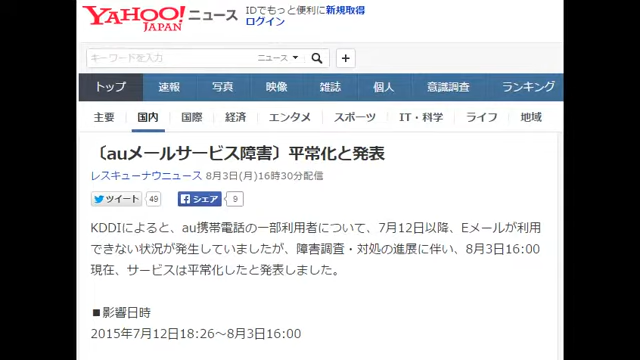 YAHOO! ニュース IDでもっと便利に新規取得
JAPAN ログイン
キーワードを入力 ニュース ▼ +
トップ 速報 写真 映像 雑誌 個人 意識調査 ランキング
主要 国内 国際 経済 エンタメ スポーツ IT・科学 ライフ 地域
〔auメールサービス障害〕平常化と発表
レスキューナウニュース 8月3日(月)16時30分配信
ツイート 49 シェア 9
KDDIによると、au携帯電話の一部利用者について、7月12日以降、Eメールが利用
できない状況が発生していましたが、障害調査・対処の進展に伴い、8月3日16:00
現在、サービスは平常化したと発表しました。
■影響日時
2015年7月12日18:26～8月3日16:00